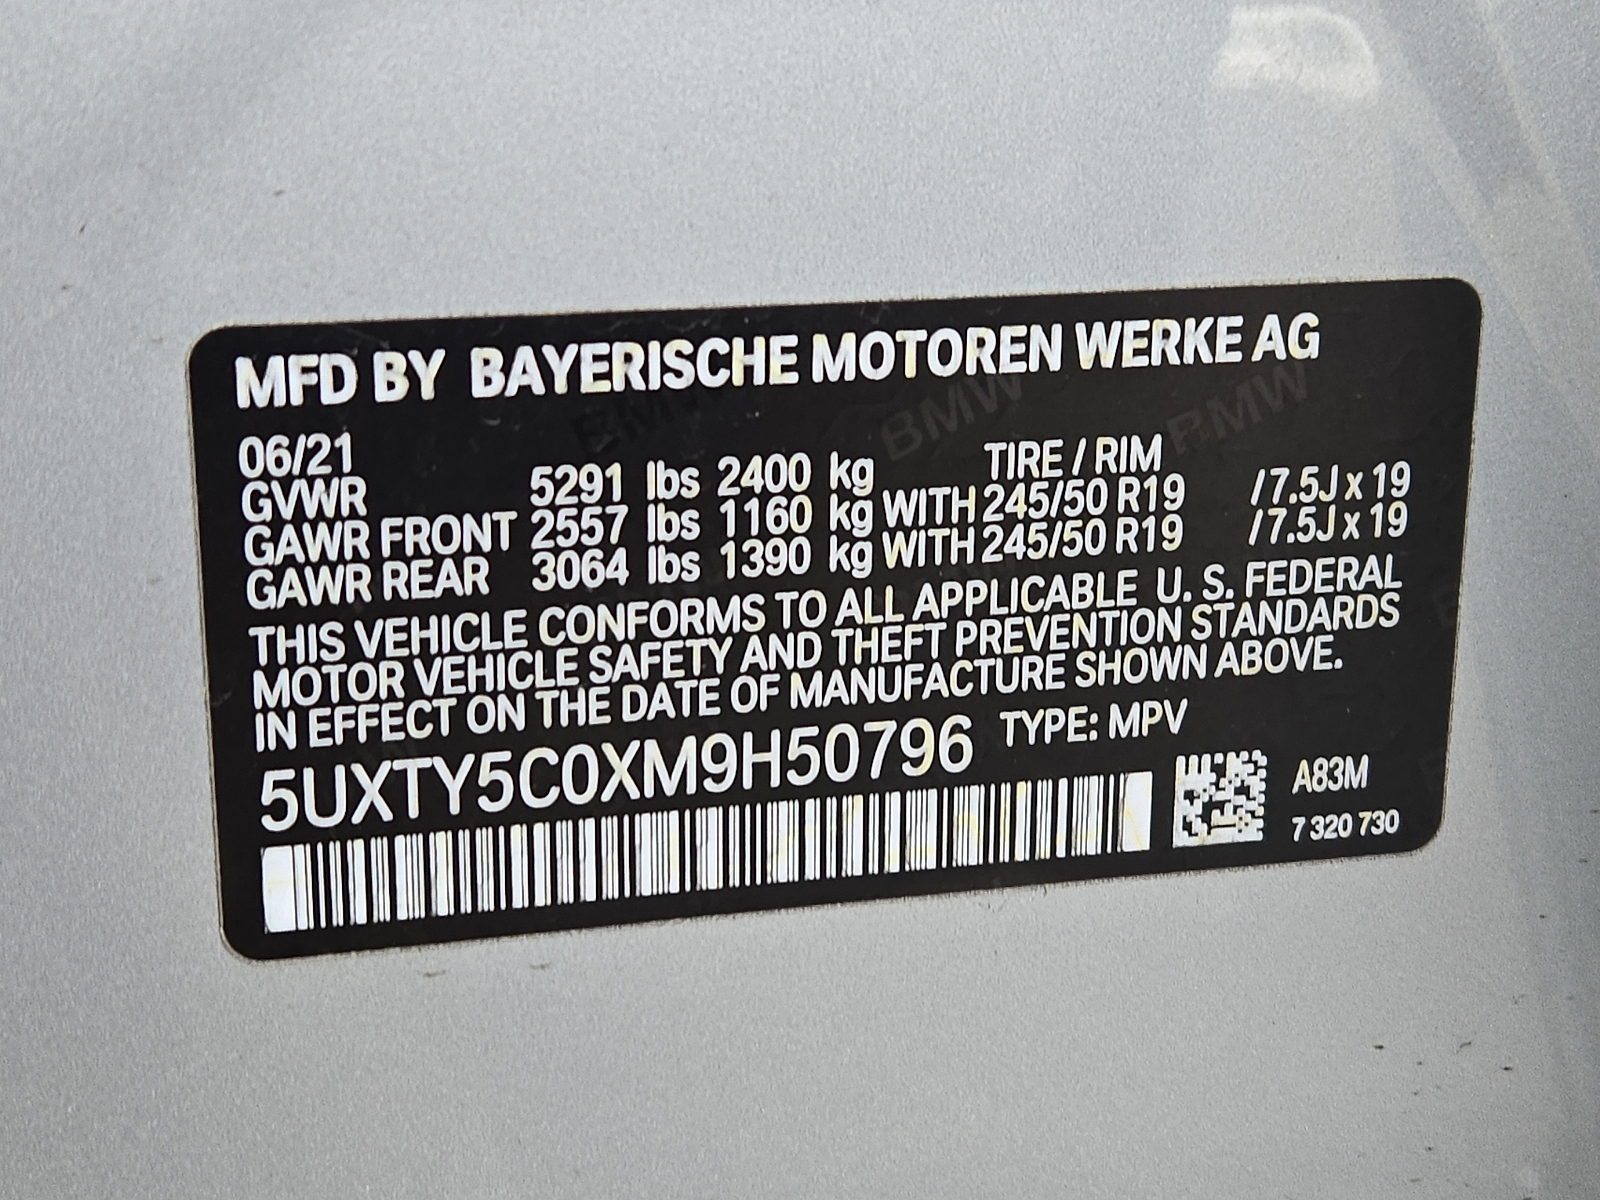 MFD BY BAYERISCHE MOTOREN WERKE AG
06/21 TIRE / RIM
GVWR 5291 lbs 2400 kg
GAWR FRONT 2557 lbs 1160 kg WITH 245/50 R19 /7.5J x 19
GAWR REAR 3064 lbs 1390 kg WITH 245/50 R19 /7.5J x 19
THIS VEHICLE CONFORMS TO ALL APPLICABLE U. S. FEDERAL
MOTOR VEHICLE SAFETY AND THEFT PREVENTION STANDARDS
IN EFFECT ON THE DATE OF MANUFACTURE SHOWN ABOVE.
5UXTY5C0XM9H50796 TYPE: MPV
A83M
7 320 730
BMW BMW BMW